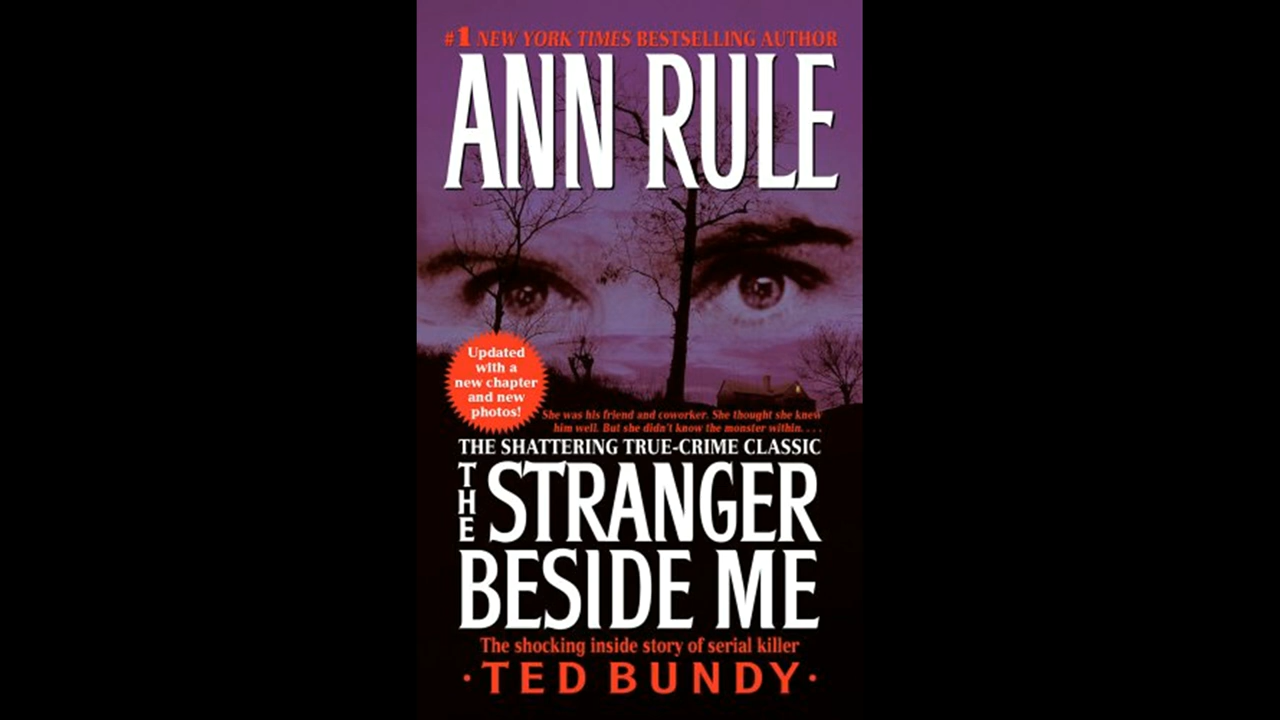 #1 NEW YORK TIMES BESTSELLING AUTHOR
ANN RULE
Updated
with a
new chapter
and new
photos!
She was his friend and coworker. She thought she knew
him well. But she didn't know the monster within. . . .
THE SHATTERING TRUE-CRIME CLASSIC
THE STRANGER
BESIDE ME
The shocking inside story of serial killer
·TED BUNDY·